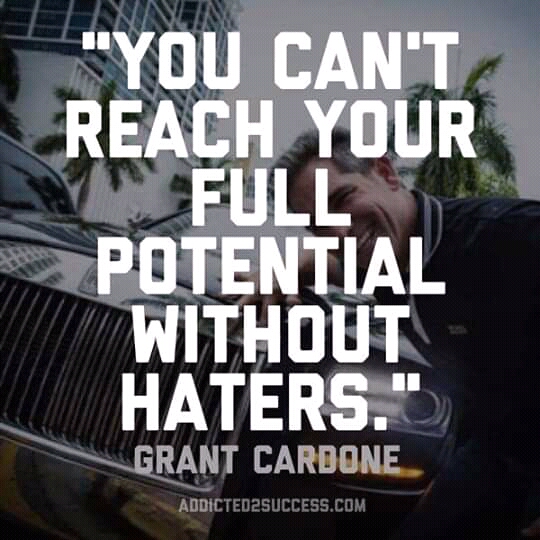 "YOU CAN'T
REACH YOUR
FULL
POTENTIAL
WITHOUT
HATERS."
GRANT CARDONE
ADDICTED2SUCCESS.COM